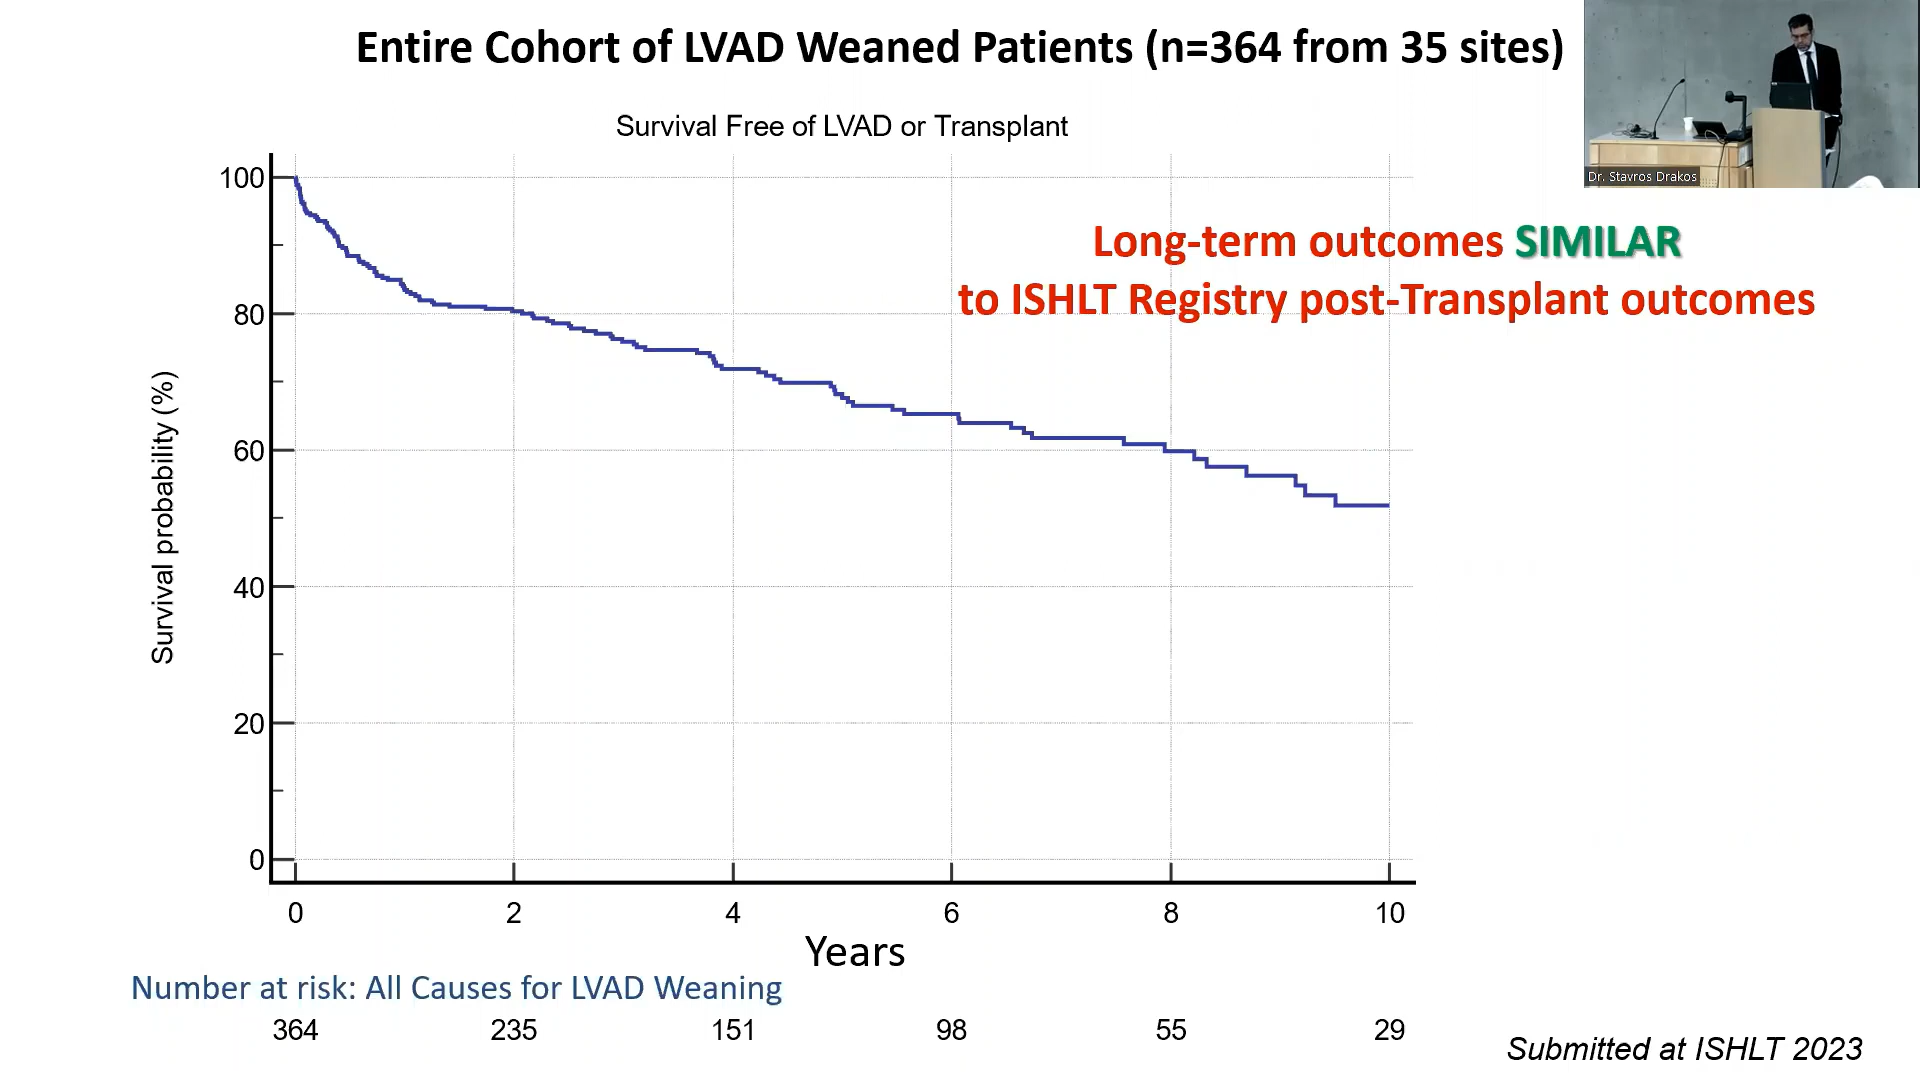 Entire Cohort of LVAD Weaned Patients (n=364 from 35 sites)
Dr. Stavros Drakos
Survival Free of LVAD or Transplant
Long-term outcomes SIMILAR
to ISHLT Registry post-Transplant outcomes
Survival probability (%)
100
80
60
40
20
0
0 2 4 6 8 10
Years
Number at risk: All Causes for LVAD Weaning
364 235 151 98 55 29
Submitted at ISHLT 2023